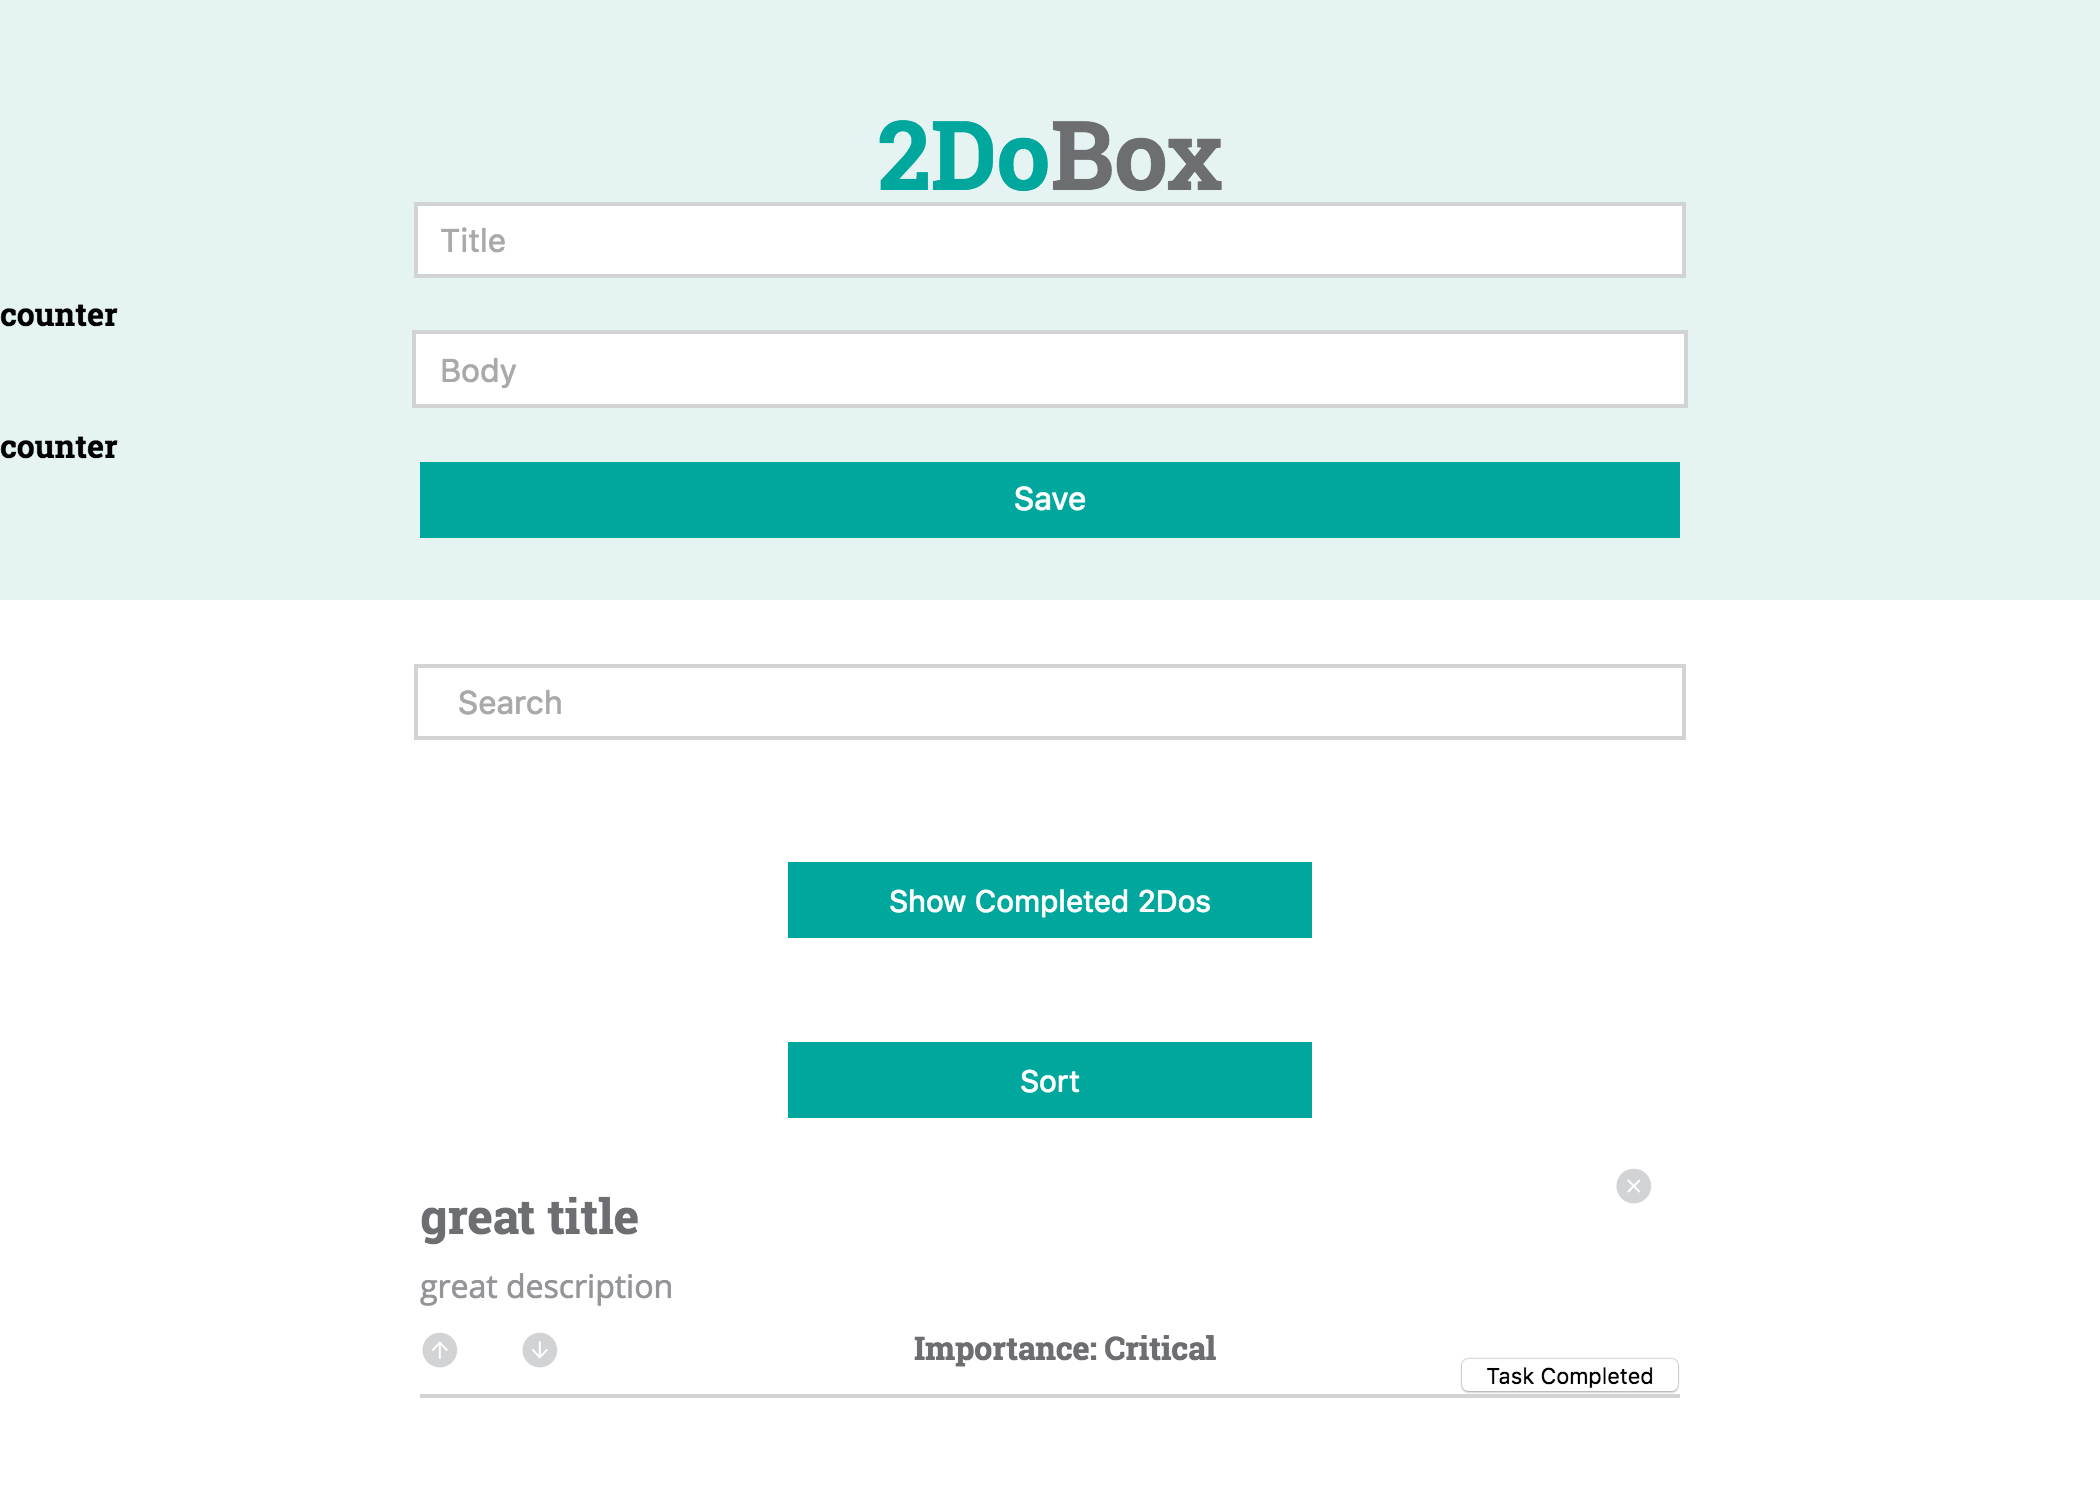 2DoBox
Title
counter
Body
counter
Save
Search
Show Completed 2Dos
Sort
great title
great description
Importance: Critical
Task Completed